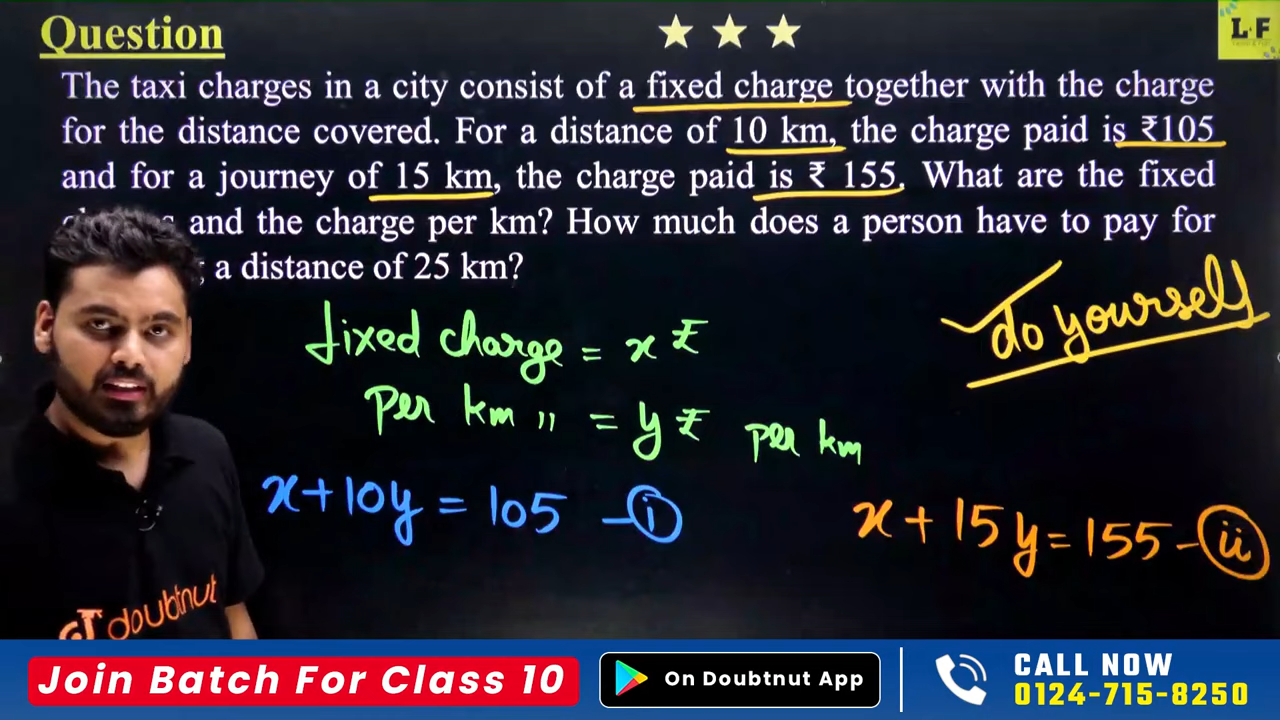 Question
L·F
The taxi charges in a city consist of a fixed charge together with the charge
for the distance covered. For a distance of 10 km, the charge paid is ₹105
and for a journey of 15 km, the charge paid is ₹ 155. What are the fixed
and the charge per km? How much does a person have to pay for
a distance of 25 km?
do yourself
fixed charge = x ₹
per km " = y ₹ per km
x+10y = 105 -(i)
x + 15y = 155 -(ii)
doubtnut
Join Batch For Class 10
On Doubtnut App
CALL NOW
0124-715-8250